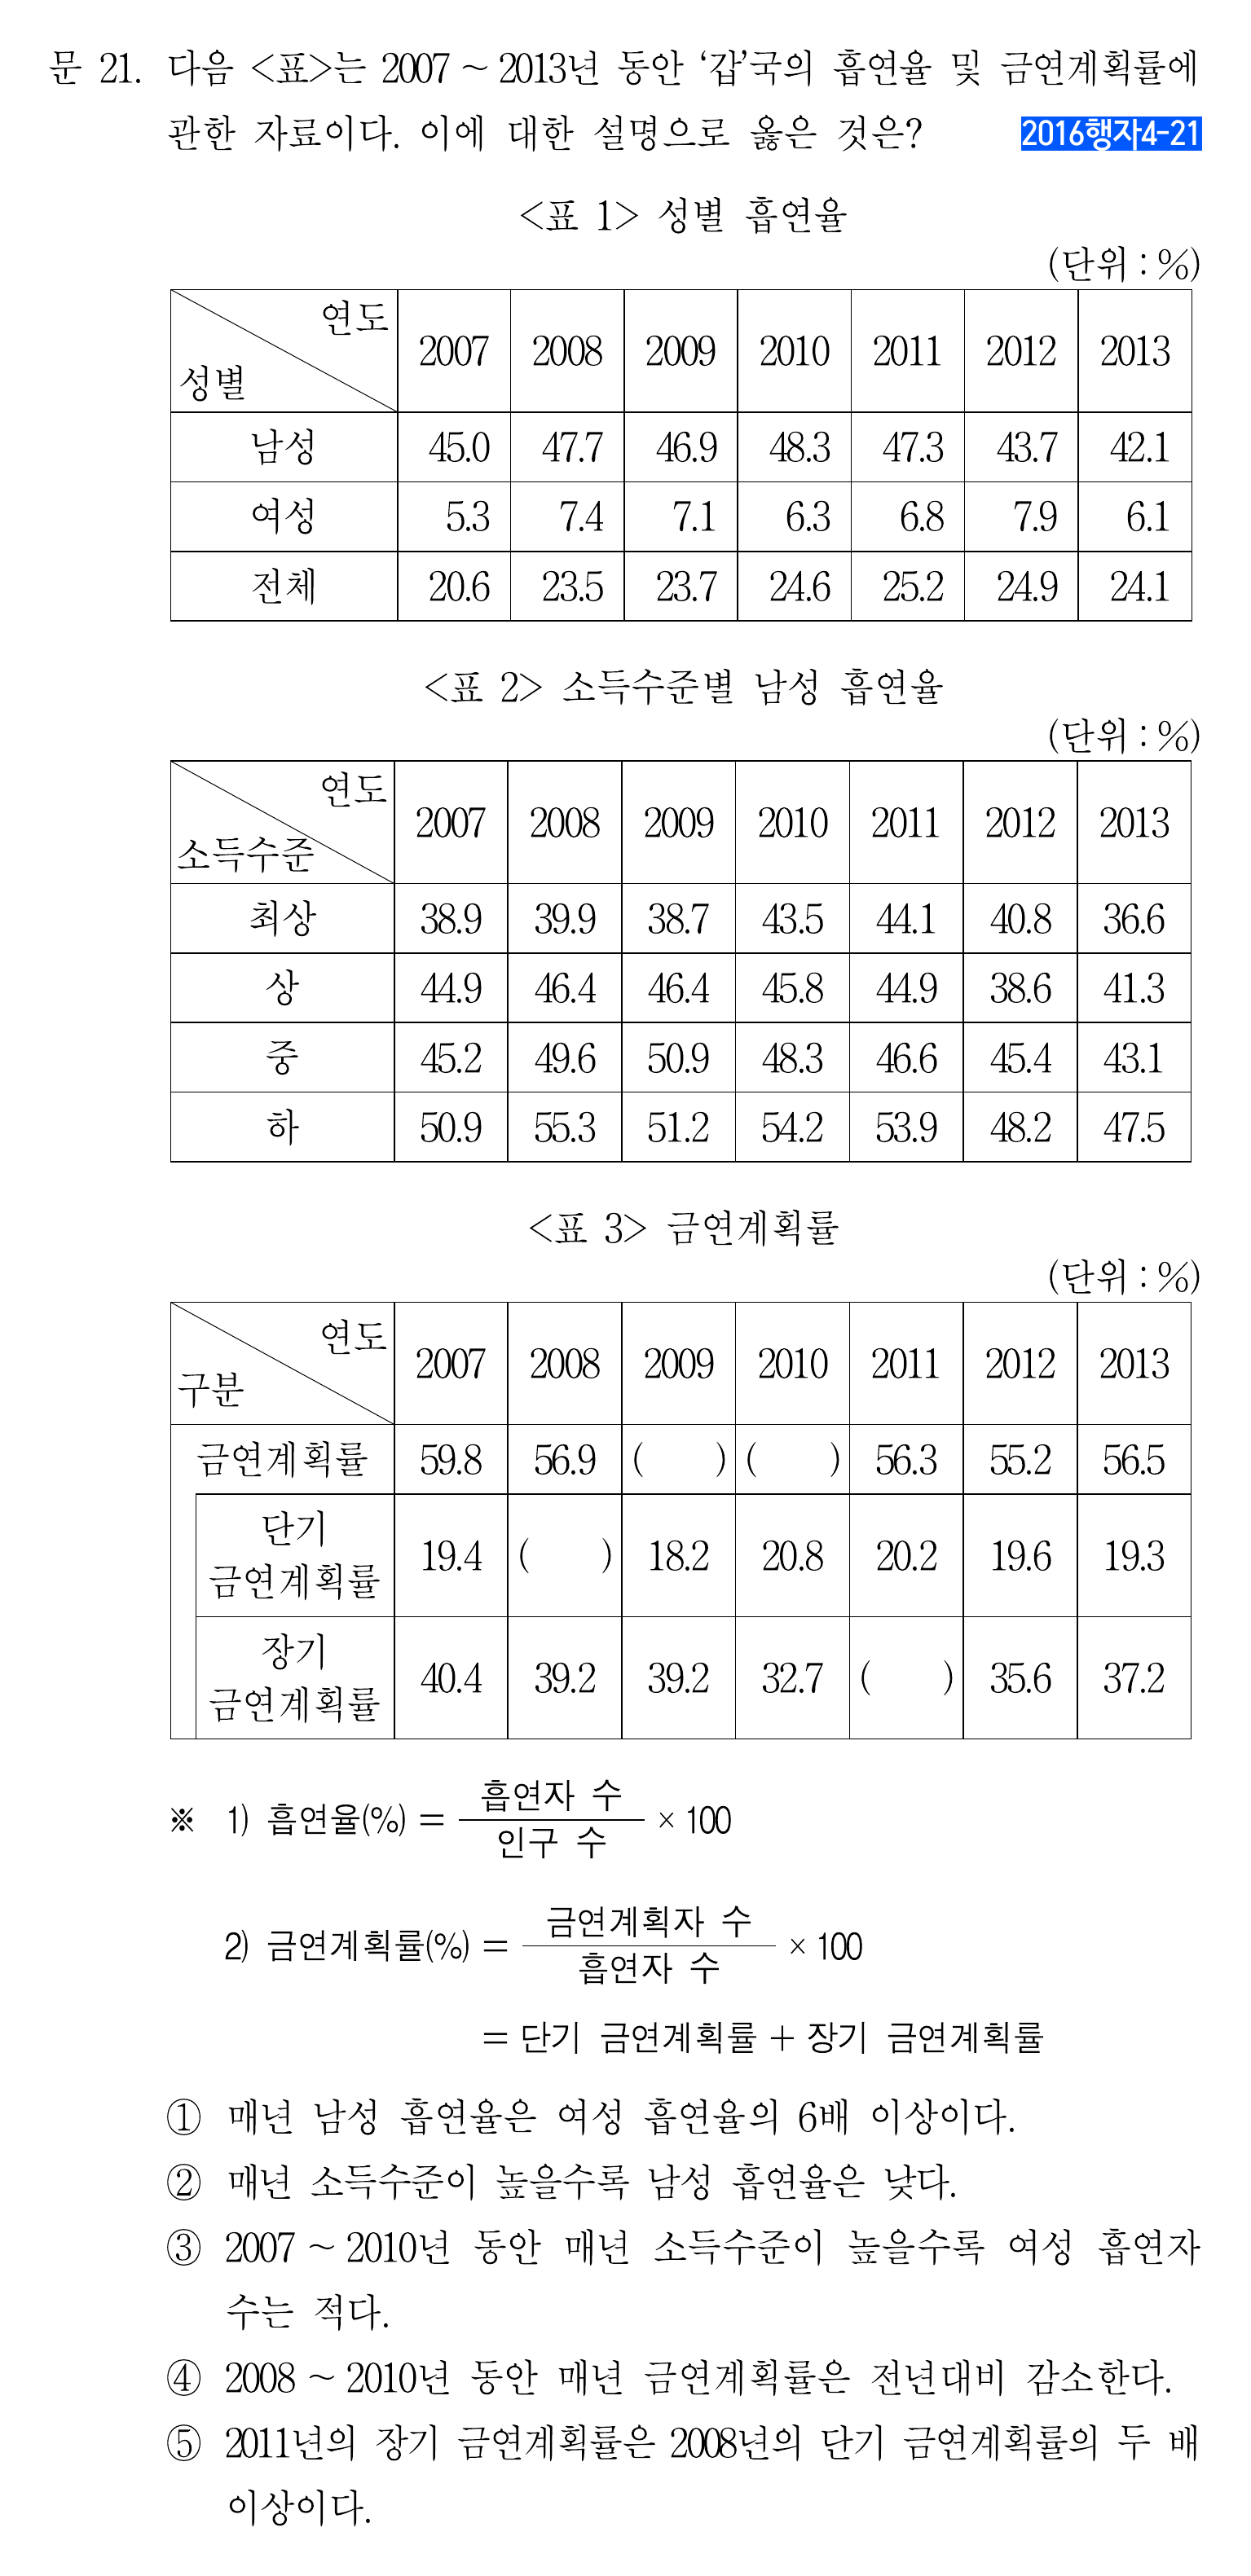 문 21. 다음 <표>는 2007 ~ 2013년 동안 ‘갑’국의 흡연율 및 금연계획률에
관한 자료이다. 이에 대한 설명으로 옳은 것은? 2016행자4-21
<표 1> 성별 흡연율
(단위 : %)
연도
성별
2007 2008 2009 2010 2011 2012 2013
남성 45.0 47.7 46.9 48.3 47.3 43.7 42.1
여성 5.3 7.4 7.1 6.3 6.8 7.9 6.1
전체 20.6 23.5 23.7 24.6 25.2 24.9 24.1
<표 2> 소득수준별 남성 흡연율
(단위 : %)
연도
소득수준
2007 2008 2009 2010 2011 2012 2013
최상 38.9 39.9 38.7 43.5 44.1 40.8 36.6
상 44.9 46.4 46.4 45.8 44.9 38.6 41.3
중 45.2 49.6 50.9 48.3 46.6 45.4 43.1
하 50.9 55.3 51.2 54.2 53.9 48.2 47.5
<표 3> 금연계획률
(단위 : %)
연도
구분
2007 2008 2009 2010 2011 2012 2013
금연계획률 59.8 56.9 ( ) ( ) 56.3 55.2 56.5
단기
금연계획률 19.4 ( ) 18.2 20.8 20.2 19.6 19.3
장기
금연계획률 40.4 39.2 39.2 32.7 ( ) 35.6 37.2
※ 1) 흡연율(%) = 흡연자 수 / 인구 수 × 100
2) 금연계획률(%) = 금연계획자 수 / 흡연자 수 × 100
= 단기 금연계획률 + 장기 금연계획률
① 매년 남성 흡연율은 여성 흡연율의 6배 이상이다.
② 매년 소득수준이 높을수록 남성 흡연율은 낮다.
③ 2007 ~ 2010년 동안 매년 소득수준이 높을수록 여성 흡연자
수는 적다.
④ 2008 ~ 2010년 동안 매년 금연계획률은 전년대비 감소한다.
⑤ 2011년의 장기 금연계획률은 2008년의 단기 금연계획률의 두 배
이상이다.